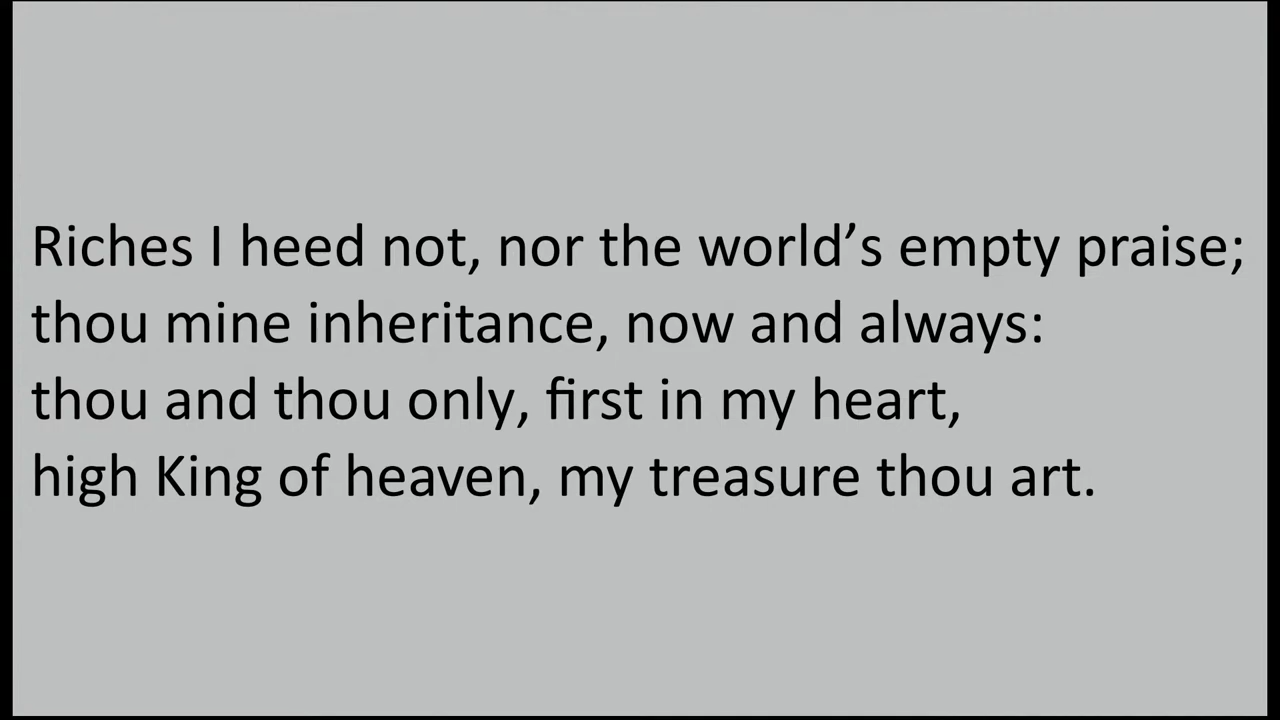 Riches I heed not, nor the world’s empty praise;
thou mine inheritance, now and always:
thou and thou only, first in my heart,
high King of heaven, my treasure thou art.